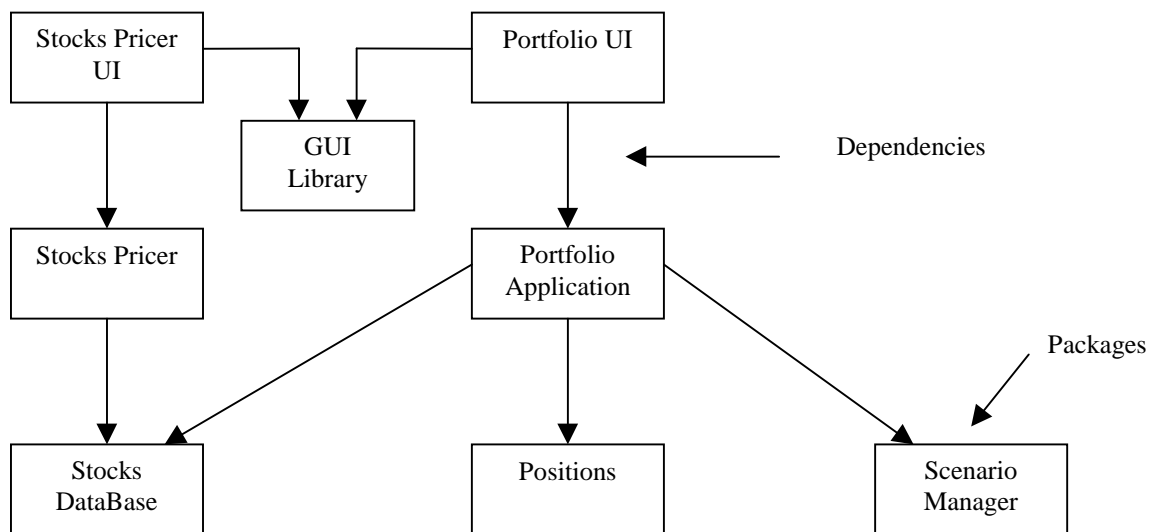 Stocks Pricer
UI
Portfolio UI
GUI
Library
Dependencies
Stocks Pricer
Portfolio
Application
Packages
Stocks
DataBase
Positions
Scenario
Manager